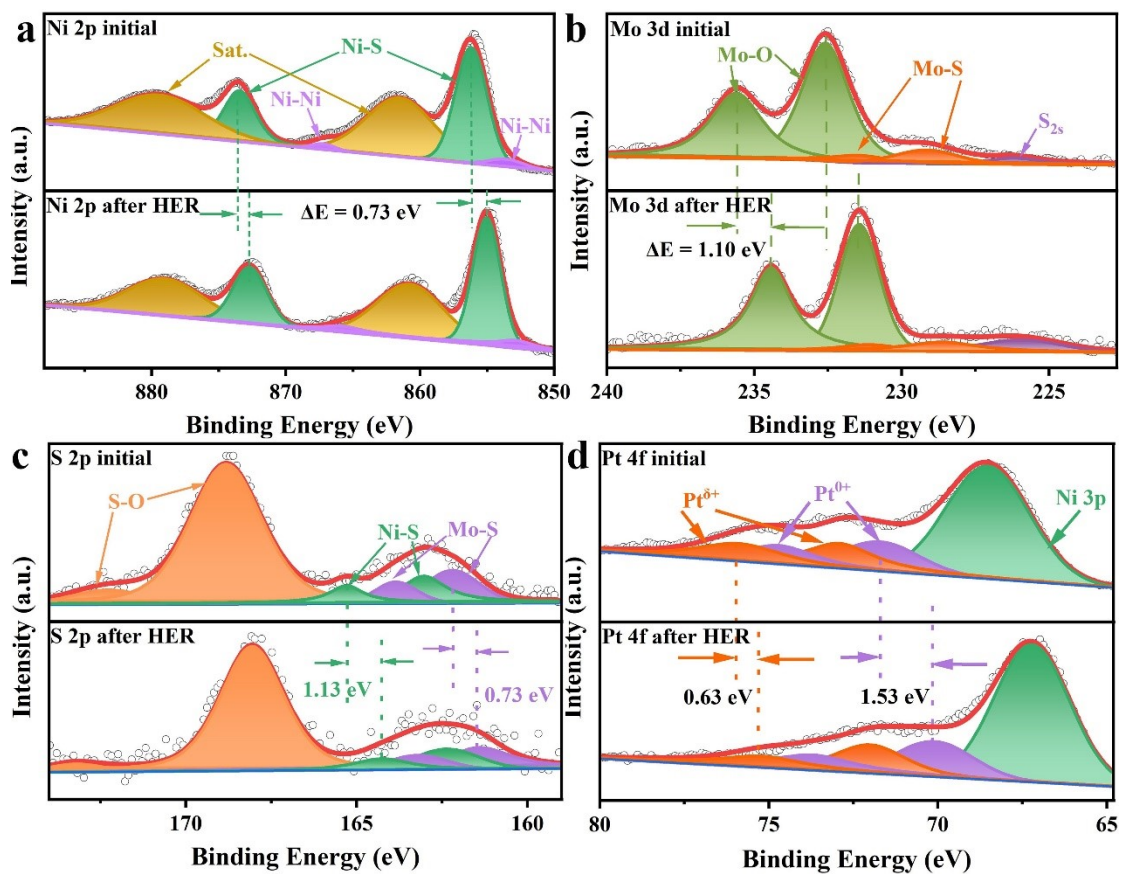 a
Ni 2p initial
Sat.
Ni-S
Ni-Ni
Ni-Ni
Ni 2p after HER
ΔE = 0.73 eV
Intensity (a.u.)
Intensity (a.u.)
880 870 860 850
Binding Energy (eV)
b
Mo 3d initial
Mo-O
Mo-S
S2s
Mo 3d after HER
ΔE = 1.10 eV
Intensity (a.u.)
Intensity (a.u.)
240 235 230 225
Binding Energy (eV)
c
S 2p initial
S-O
Ni-S
Mo-S
S 2p after HER
1.13 eV
0.73 eV
Intensity (a.u.)
Intensity (a.u.)
170 165 160
Binding Energy (eV)
d
Pt 4f initial
Ptδ+
Pt0+
Ni 3p
Pt 4f after HER
0.63 eV
1.53 eV
Intensity (a.u.)
Intensity (a.u.)
80 75 70 65
Binding Energy (eV)